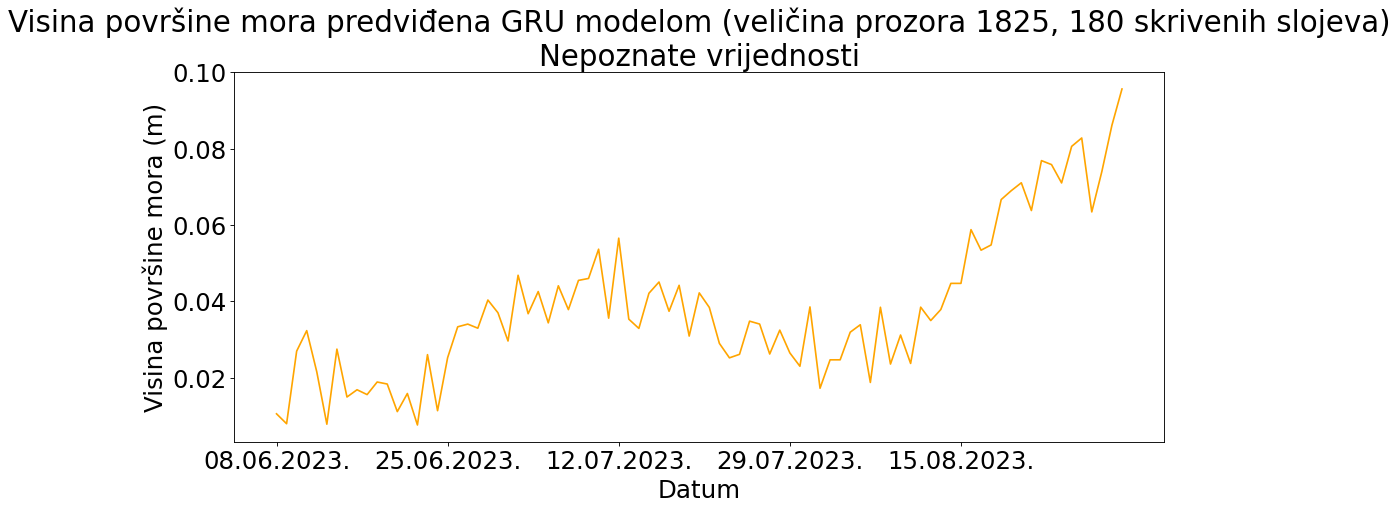 Visina površine mora predviđena GRU modelom (veličina prozora 1825, 180 skrivenih slojeva)
Nepoznate vrijednosti
0.10
0.08
0.06
0.04
0.02
Visina površine mora (m)
08.06.2023. 25.06.2023. 12.07.2023. 29.07.2023. 15.08.2023.
Datum